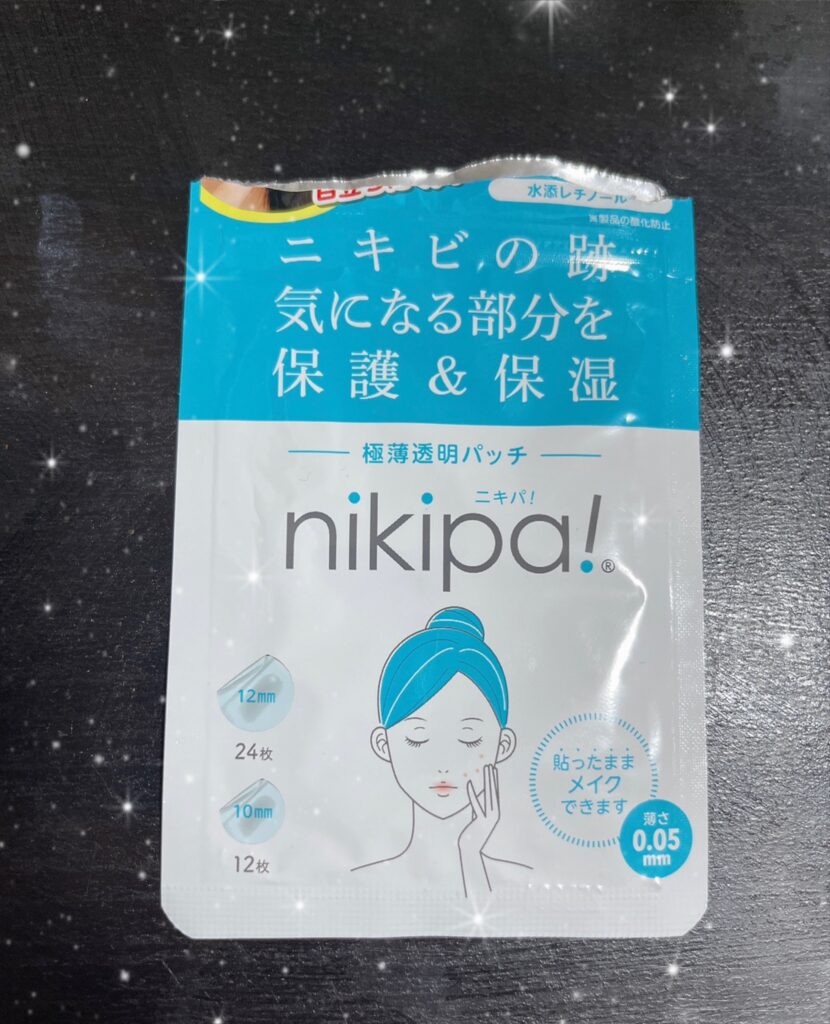 水添レチノール※
※製品の酸化防止
ニキビの跡
気になる部分を
保護&保湿
極薄透明パッチ
ニキパ!
nikipa!®
12mm
24枚
10mm
12枚
貼ったまま
メイク
できます
薄さ
0.05
mm